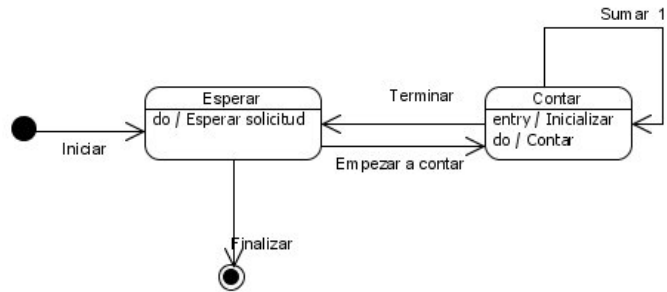 Sumar 1
Esperar
do / Esperar solicitud
Terminar
Contar
entry / Inicializar
do / Contar
Iniciar
Empezar a contar
Finalizar